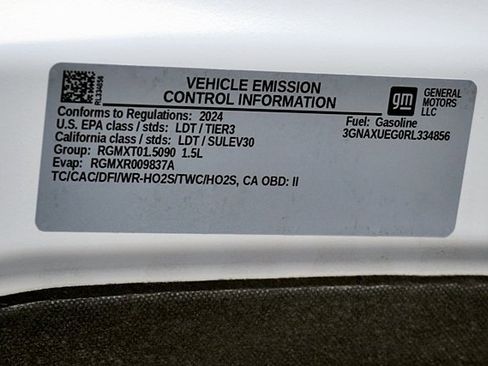 RL334856
VEHICLE EMISSION
CONTROL INFORMATION
gm
GENERAL
MOTORS
LLC
Conforms to Regulations: 2024
U.S. EPA class / stds: LDT / TIER3
California class / stds: LDT / SULEV30
Group: RGMXT01.5090 1.5L
Evap: RGMXR009837A
TC/CAC/DFI/WR-HO2S/TWC/HO2S, CA OBD: II
Fuel: Gasoline
3GNAXUEG0RL334856